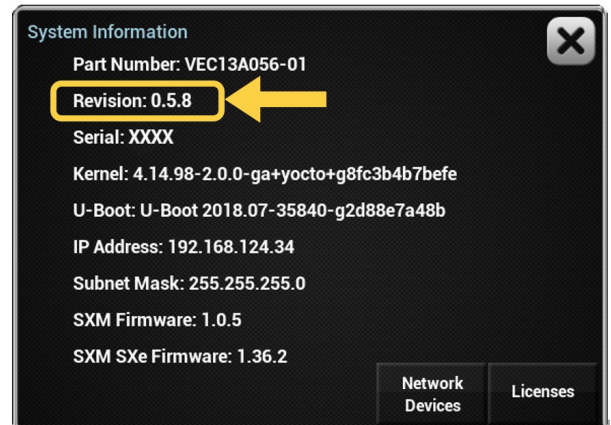 System Information
Part Number: VEC13A056-01
Revision: 0.5.8
Serial: XXXX
Kernel: 4.14.98-2.0.0-ga+yocto+g8fc3b4b7befe
U-Boot: U-Boot 2018.07-35840-g2d88e7a48b
IP Address: 192.168.124.34
Subnet Mask: 255.255.255.0
SXM Firmware: 1.0.5
SXM SXe Firmware: 1.36.2
Network
Devices
Licenses